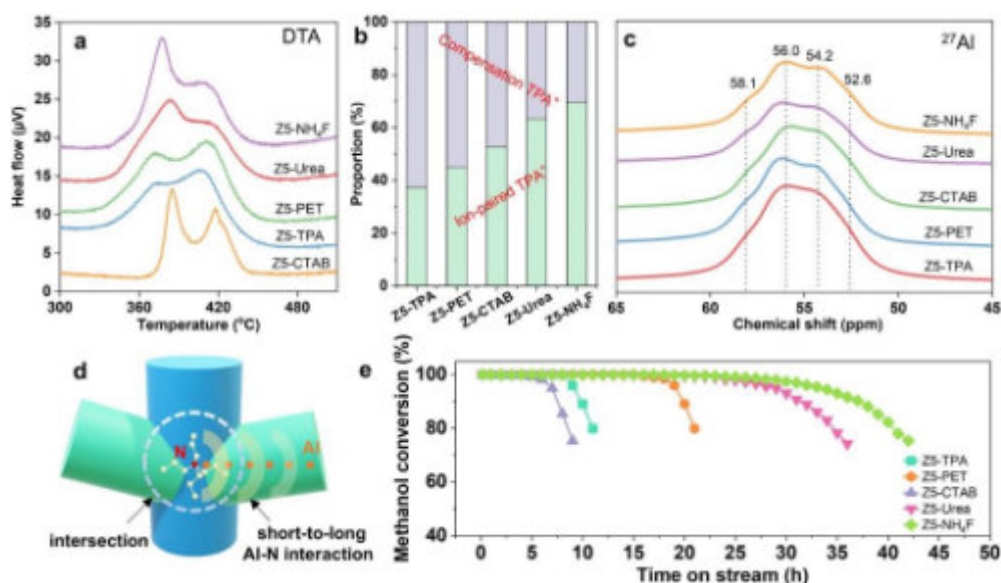 a
DTA
Heat flow (μV)
35
30
25
20
15
10
5
0
Z5-NH₄F
Z5-Urea
Z5-PET
Z5-TPA
Z5-CTAB
300
360
420
480
Temperature (°C)
b
Proportion (%)
100
80
60
40
20
0
Compensation TPA⁺
Ion-paired TPA⁺
Z5-TPA
Z5-PET
Z5-CTAB
Z5-Urea
Z5-NH₄F
c
²⁷Al
58.1
56.0
54.2
52.6
Z5-NH₄F
Z5-Urea
Z5-CTAB
Z5-PET
Z5-TPA
65
60
55
50
45
Chemical shift (ppm)
d
N
Al
intersection
short-to-long
Al-N interaction
e
Methanol conversion (%)
100
80
60
40
Z5-TPA
Z5-PET
Z5-CTAB
Z5-Urea
Z5-NH₄F
0
5
10
15
20
25
30
35
40
45
50
Time on stream (h)